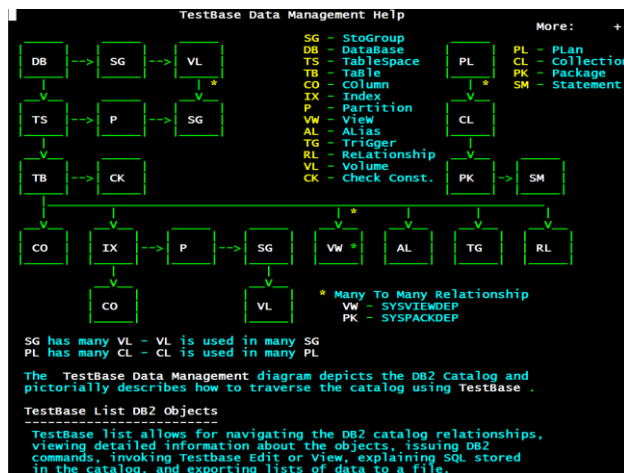 TestBase Data Management Help
More: +
SG - StoGroup
DB - DataBase
TS - TableSpace
TB - TaBle
CO - COlumn
IX - Index
P - Partition
VW - VieW
AL - ALias
TG - TriGger
RL - ReLationship
VL - Volume
CK - Check Const.
PL - PLan
CL - Collection
PK - Package
SM - Statement
DB --> SG --> VL
PL
* *
TS --> P --> SG
CL
TB --> CK
PK --> SM
*
CO IX --> P --> SG VW * AL TG RL
CO VL
* Many To Many Relationship
VW - SYSVIEWDEP
PK - SYSPACKDEP
SG has many VL - VL is used in many SG
PL has many CL - CL is used in many PL
The TestBase Data Management diagram depicts the DB2 Catalog and
pictorially describes how to traverse the catalog using TestBase .
TestBase List DB2 Objects
-------------------------
TestBase list allows for navigating the DB2 catalog relationships,
viewing detailed information about the objects, issuing DB2
commands, invoking Testbase Edit or View, explaining SQL stored
in the catalog, and exporting lists of data to a file.